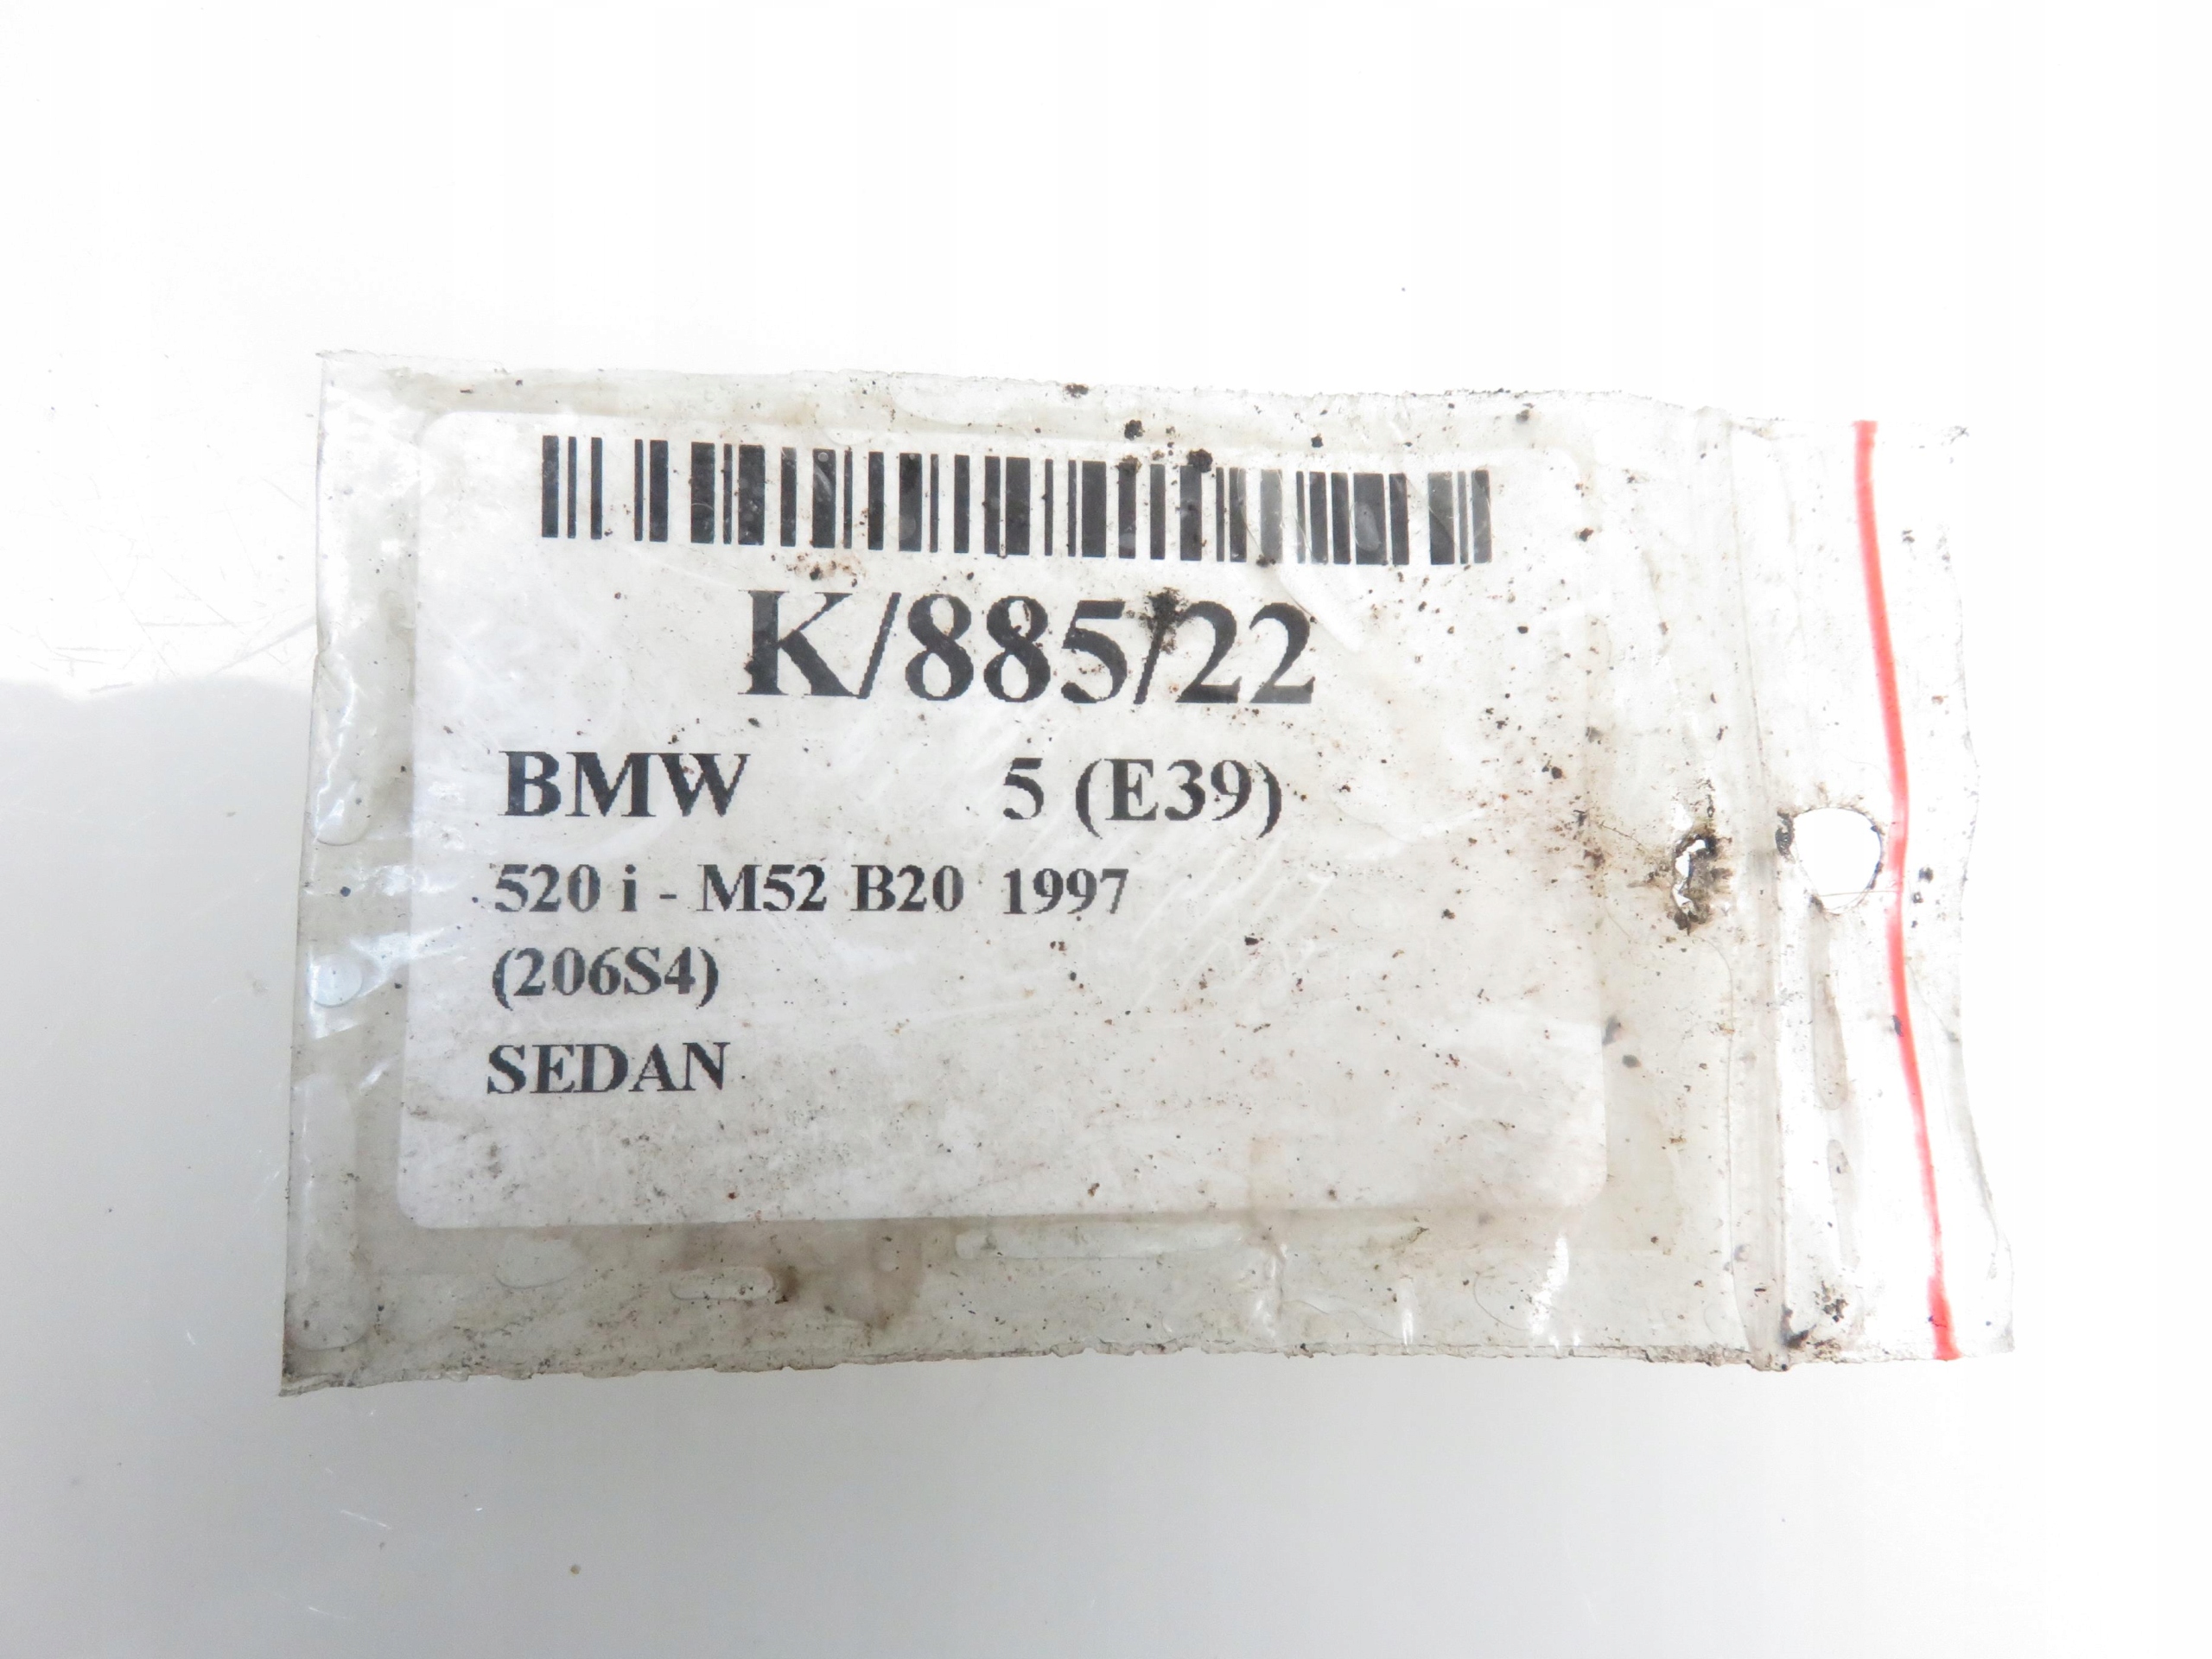 K/885/22
BMW 5 (E39)
520 i - M52 B20 1997
(206S4)
SEDAN